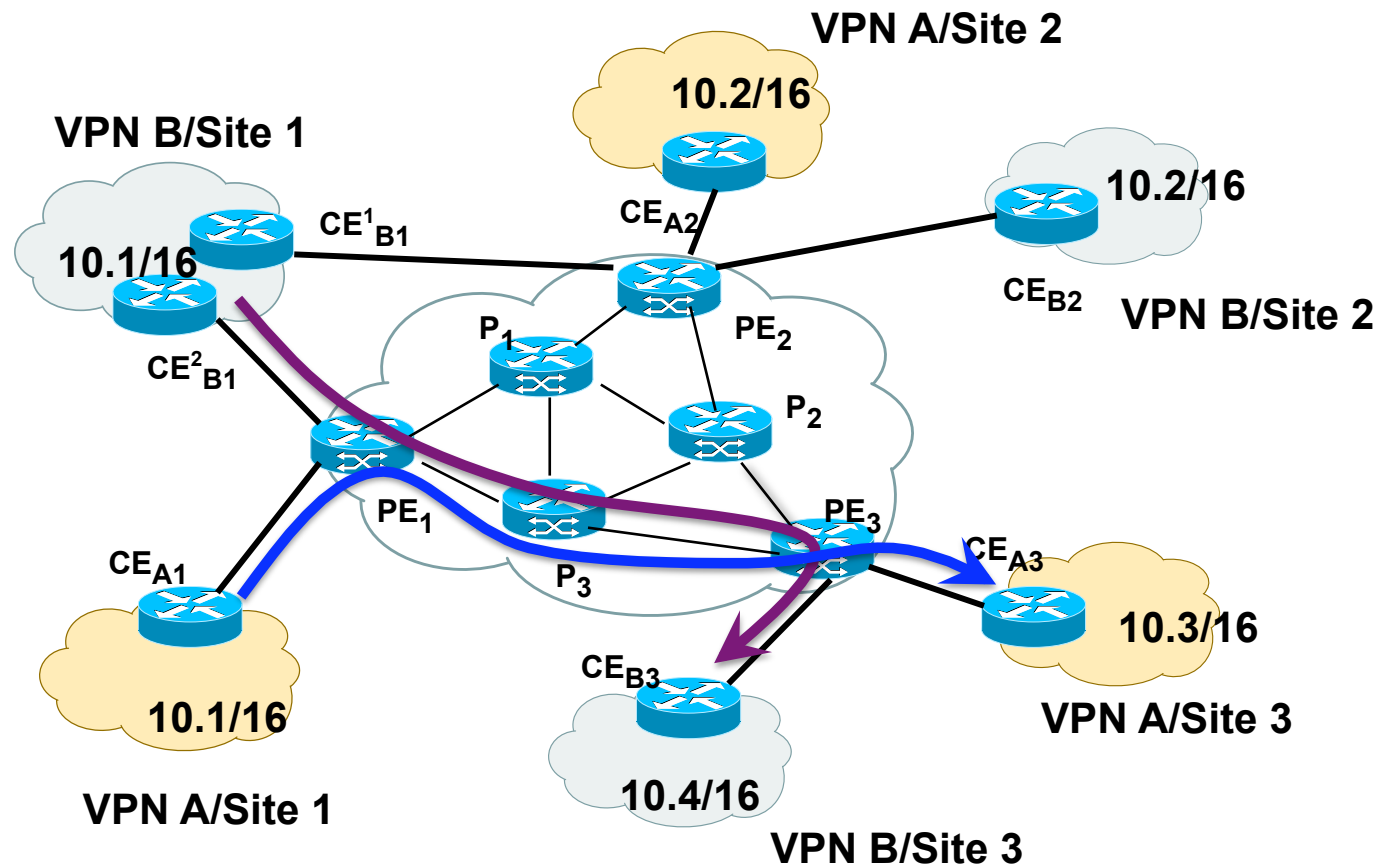 VPN A/Site 2
10.2/16
VPN B/Site 1
10.2/16
CE¹B1
CEA2
10.1/16
CEB2
VPN B/Site 2
P1
PE2
CE²B1
P2
PE1
PE3
CEA3
CEA1
P3
10.3/16
CEB3
10.1/16
VPN A/Site 3
10.4/16
VPN A/Site 1
VPN B/Site 3